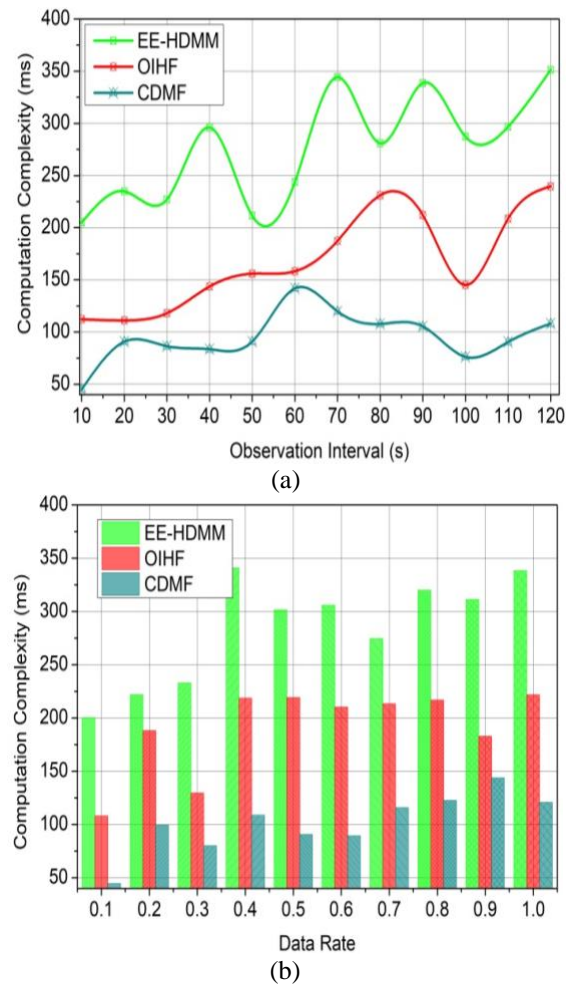 400
350
300
250
200
150
100
50
Computation Complexity (ms)
EE-HDMM
OIHF
CDMF
10 20 30 40 50 60 70 80 90 100 110 120
Observation Interval (s)
(a)
400
350
300
250
200
150
100
50
Computation Complexity (ms)
EE-HDMM
OIHF
CDMF
0.1 0.2 0.3 0.4 0.5 0.6 0.7 0.8 0.9 1.0
Data Rate
(b)